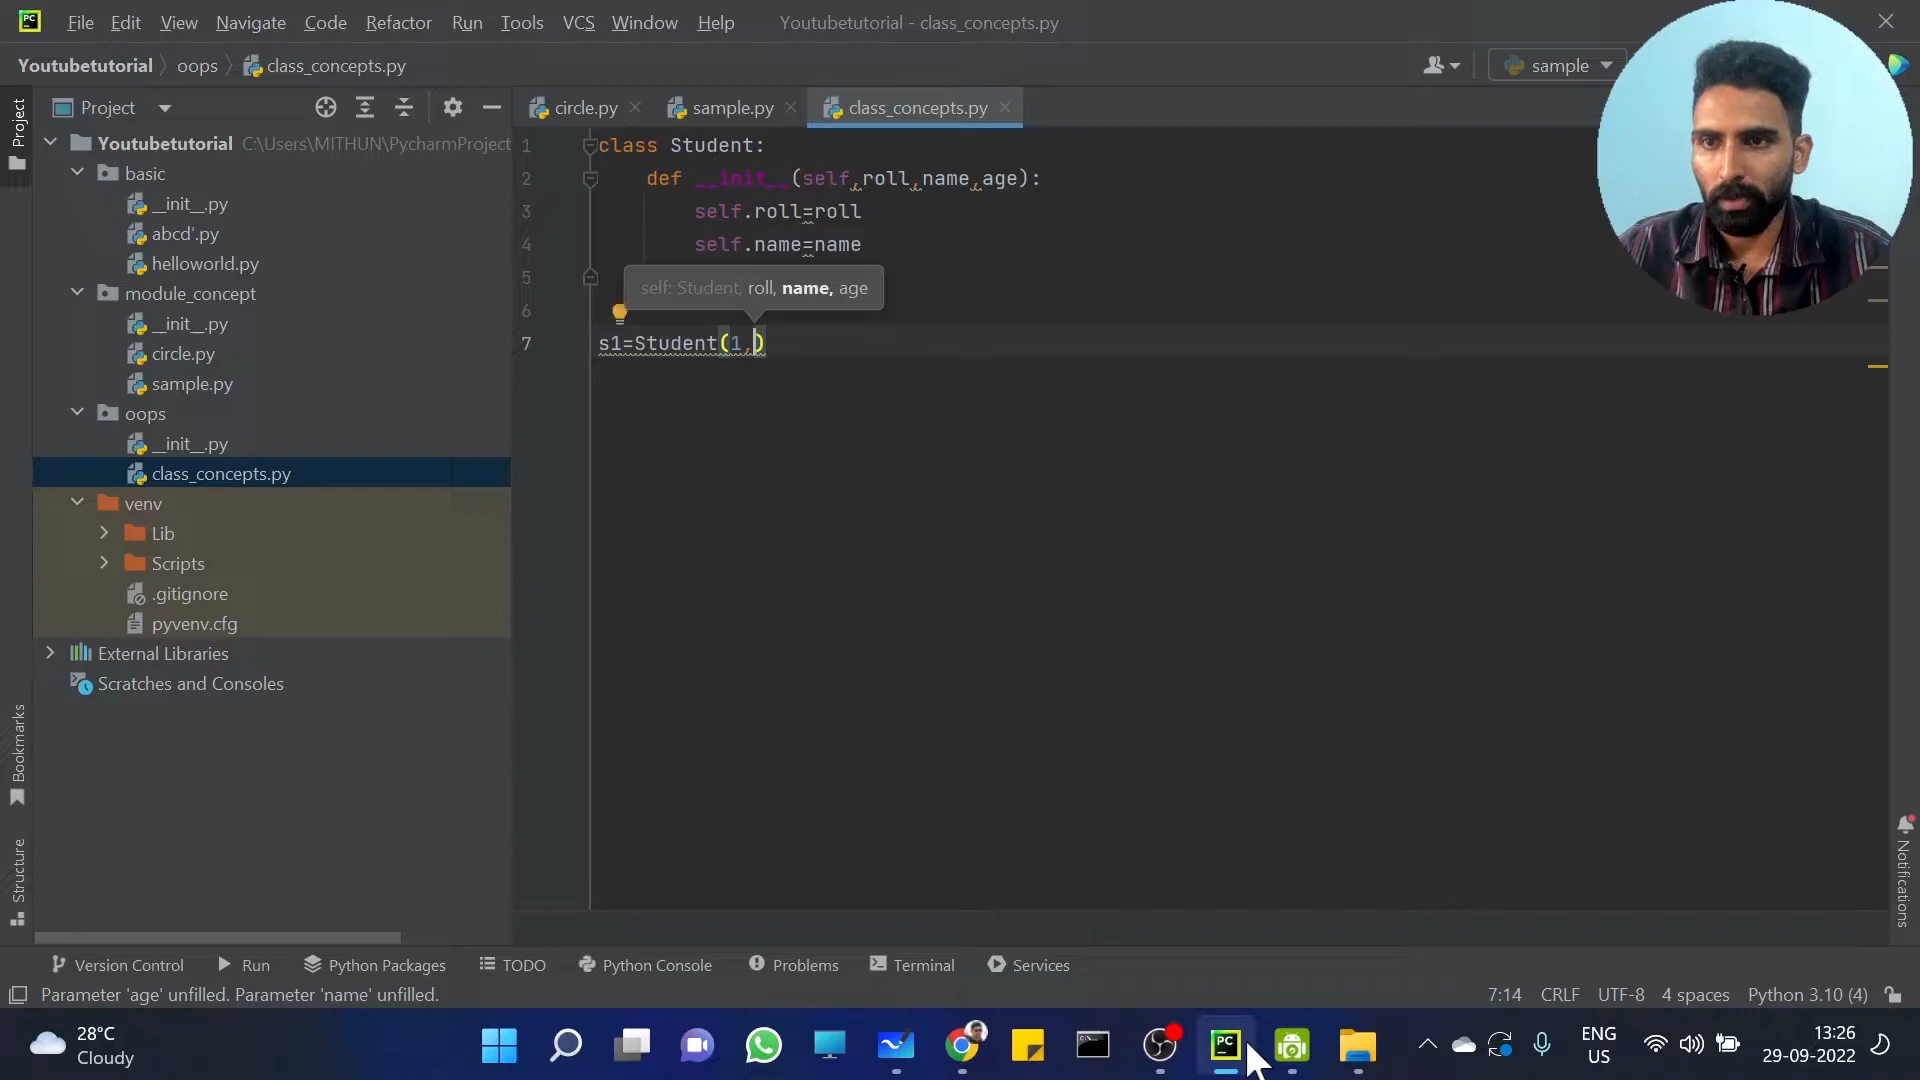 PC File Edit View Navigate Code Refactor Run Tools VCS Window Help Youtubetutorial - class_concepts.py
Youtubetutorial oops class_concepts.py sample
Project
Project
circle.py sample.py class_concepts.py
Youtubetutorial C:\Users\MITHUN\PycharmProject
basic
__init__.py
abcd'.py
helloworld.py
module_concept
__init__.py
circle.py
sample.py
oops
__init__.py
class_concepts.py
venv
Lib
Scripts
.gitignore
pyvenv.cfg
External Libraries
Scratches and Consoles
1 class Student:
2 def __init__(self,roll,name,age):
3 self.roll=roll
4 self.name=name
5
self: Student, roll, name, age
6
7 s1=Student(1,)
Bookmarks
Structure
Notifications
Version Control Run Python Packages TODO Python Console Problems Terminal Services
Parameter 'age' unfilled. Parameter 'name' unfilled. 7:14 CRLF UTF-8 4 spaces Python 3.10 (4)
28°C
Cloudy
PC
ENG
US
13:26
29-09-2022